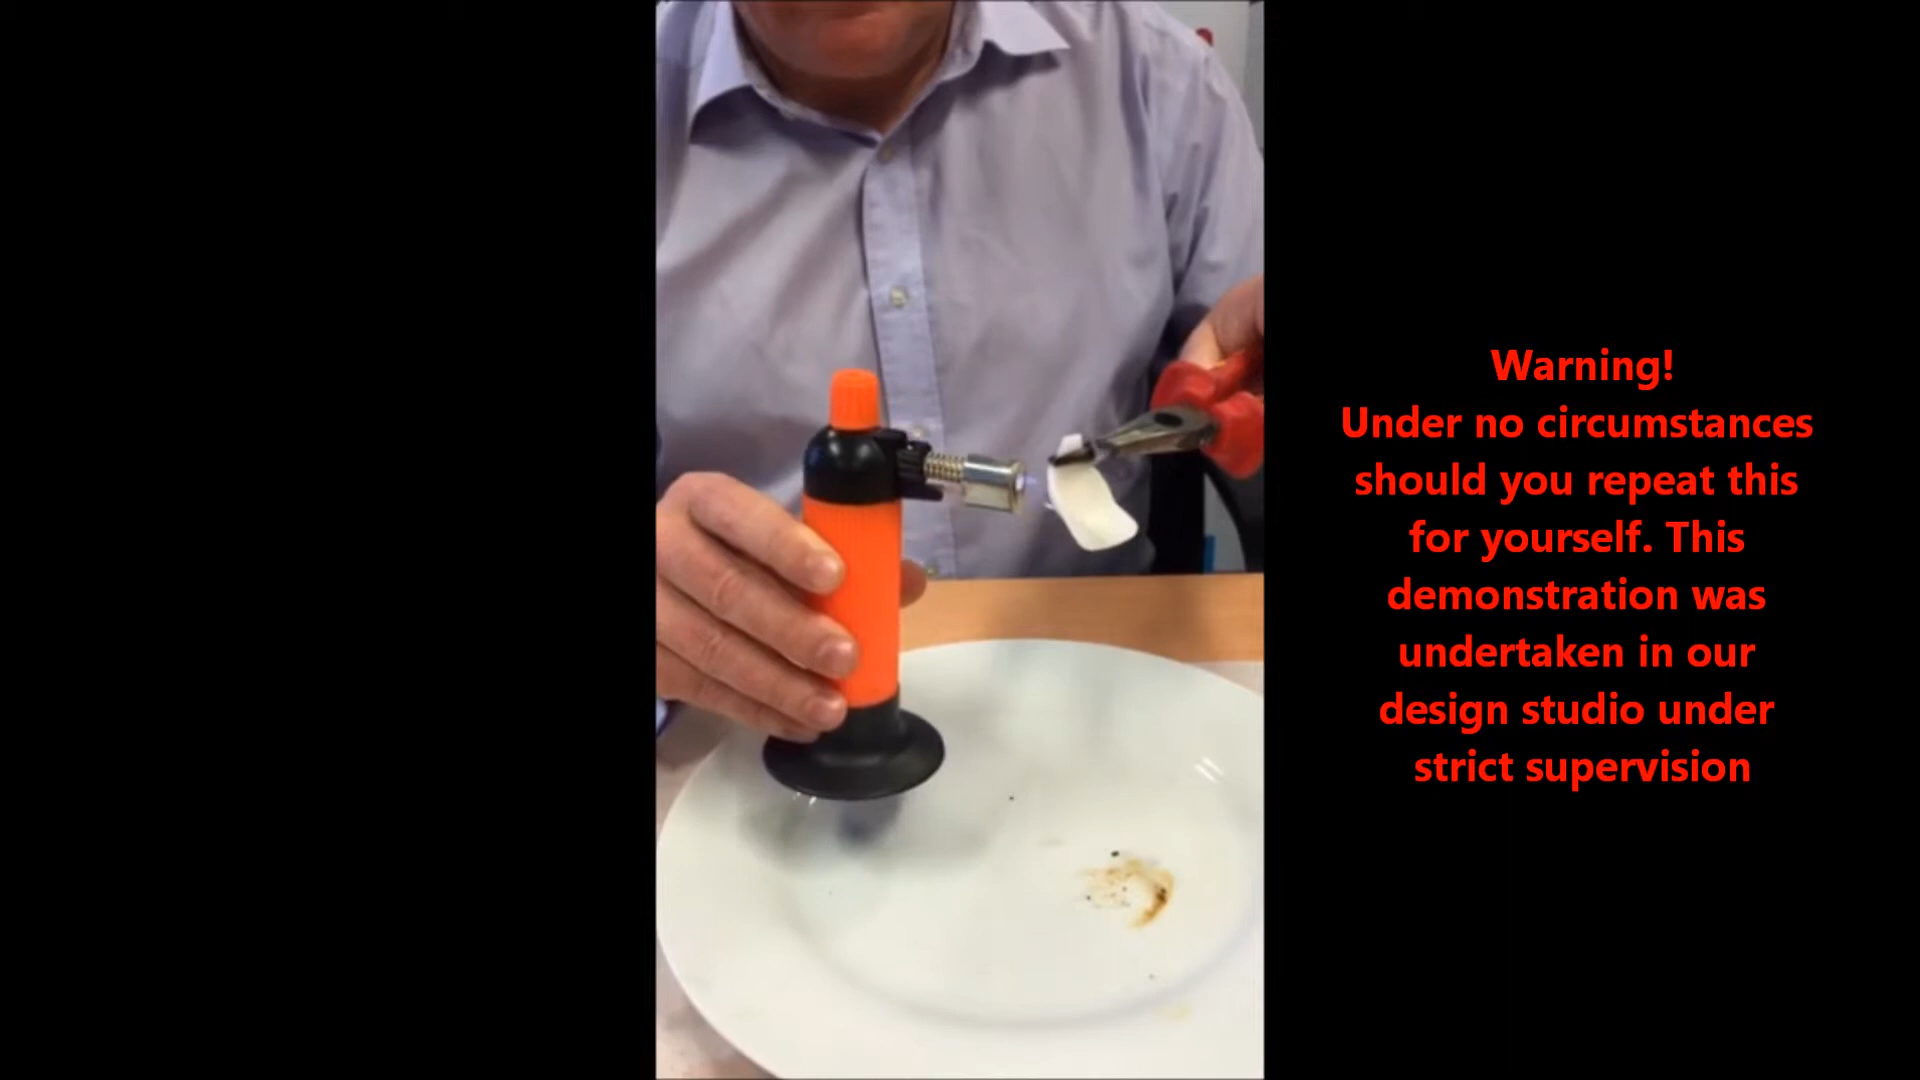 Warning!
Under no circumstances
should you repeat this
for yourself. This
demonstration was
undertaken in our
design studio under
strict supervision